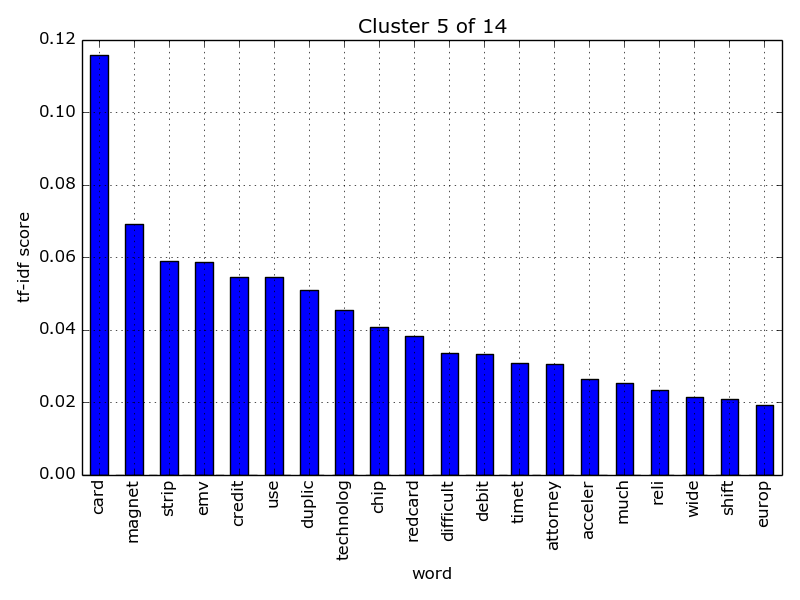 Cluster 5 of 14
tf-idf score
0.12
0.10
0.08
0.06
0.04
0.02
0.00
card
magnet
strip
emv
credit
use
duplic
technolog
chip
redcard
difficult
debit
timet
attorney
acceler
much
reli
wide
shift
europ
word